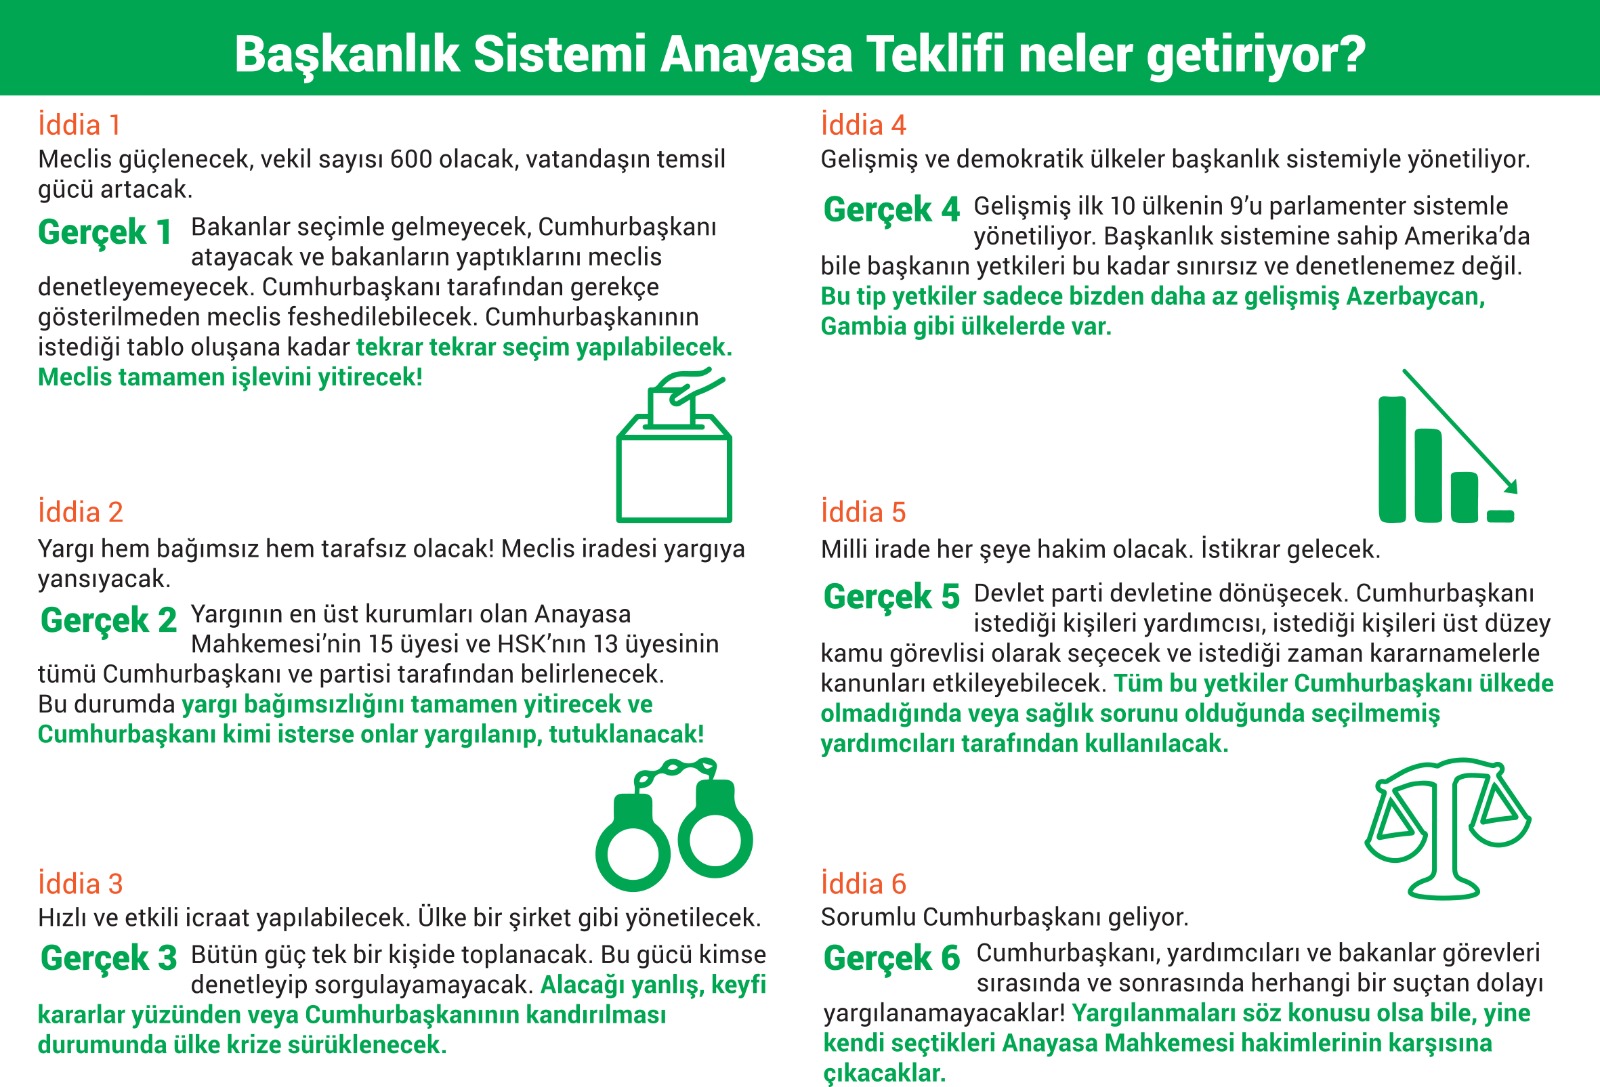 Başkanlık Sistemi Anayasa Teklifi neler getiriyor?
İddia 1
Meclis güçlenecek, vekil sayısı 600 olacak, vatandaşın temsil
gücü artacak.
Gerçek 1 Bakanlar seçimle gelmeyecek, Cumhurbaşkanı
atayacak ve bakanların yaptıklarını meclis
denetleyemeyecek. Cumhurbaşkanı tarafından gerekçe
gösterilmeden meclis feshedilebilecek. Cumhurbaşkanının
istediği tablo oluşana kadar tekrar tekrar seçim yapılabilecek.
Meclis tamamen işlevini yitirecek!
İddia 2
Yargı hem bağımsız hem tarafsız olacak! Meclis iradesi yargıya
yansıyacak.
Gerçek 2 Yargının en üst kurumları olan Anayasa
Mahkemesi’nin 15 üyesi ve HSK’nın 13 üyesinin
tümü Cumhurbaşkanı ve partisi tarafından belirlenecek.
Bu durumda yargı bağımsızlığını tamamen yitirecek ve
Cumhurbaşkanı kimi isterse onlar yargılanıp, tutuklanacak!
İddia 3
Hızlı ve etkili icraat yapılabilecek. Ülke bir şirket gibi yönetilecek.
Gerçek 3 Bütün güç tek bir kişide toplanacak. Bu gücü kimse
denetleyip sorgulayamayacak. Alacağı yanlış, keyfi
kararlar yüzünden veya Cumhurbaşkanının kandırılması
durumunda ülke krize sürüklenecek.
İddia 4
Gelişmiş ve demokratik ülkeler başkanlık sistemiyle yönetiliyor.
Gerçek 4 Gelişmiş ilk 10 ülkenin 9’u parlamenter sistemle
yönetiliyor. Başkanlık sistemine sahip Amerika’da
bile başkanın yetkileri bu kadar sınırsız ve denetlenemez değil.
Bu tip yetkiler sadece bizden daha az gelişmiş Azerbaycan,
Gambia gibi ülkelerde var.
İddia 5
Milli irade her şeye hakim olacak. İstikrar gelecek.
Gerçek 5 Devlet parti devletine dönüşecek. Cumhurbaşkanı
istediği kişileri yardımcısı, istediği kişileri üst düzey
kamu görevlisi olarak seçecek ve istediği zaman kararnamelerle
kanunları etkileyebilecek. Tüm bu yetkiler Cumhurbaşkanı ülkede
olmadığında veya sağlık sorunu olduğunda seçilmemiş
yardımcıları tarafından kullanılacak.
İddia 6
Sorumlu Cumhurbaşkanı geliyor.
Gerçek 6 Cumhurbaşkanı, yardımcıları ve bakanlar görevleri
sırasında ve sonrasında herhangi bir suçtan dolayı
yargılanamayacaklar! Yargılanmaları söz konusu olsa bile, yine
kendi seçtikleri Anayasa Mahkemesi hakimlerinin karşısına
çıkacaklar.